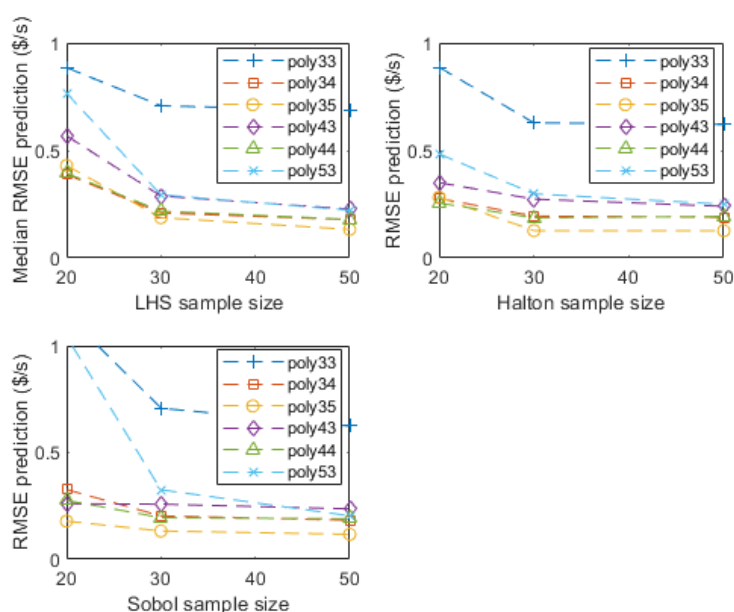 Median RMSE prediction ($/s)
1
0.5
0
20
30
40
50
LHS sample size
poly33
poly34
poly35
poly43
poly44
poly53
RMSE prediction ($/s)
1
0.5
0
20
30
40
50
Halton sample size
poly33
poly34
poly35
poly43
poly44
poly53
RMSE prediction ($/s)
1
0.5
0
20
30
40
50
Sobol sample size
poly33
poly34
poly35
poly43
poly44
poly53